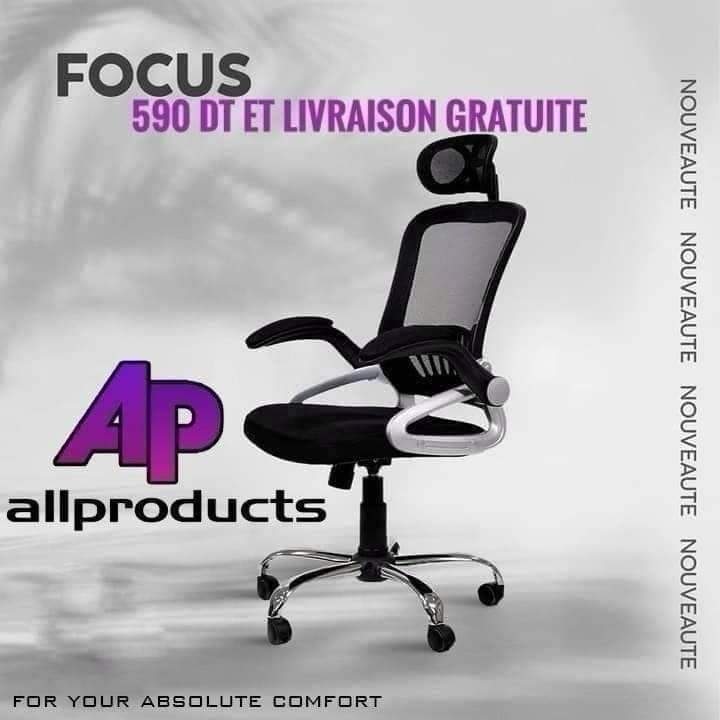 FOCUS
590 DT ET LIVRAISON GRATUITE
NOUVEAUTE NOUVEAUTE NOUVEAUTE NOUVEAUTE
AP
allproducts
FOR YOUR ABSOLUTE COMFORT